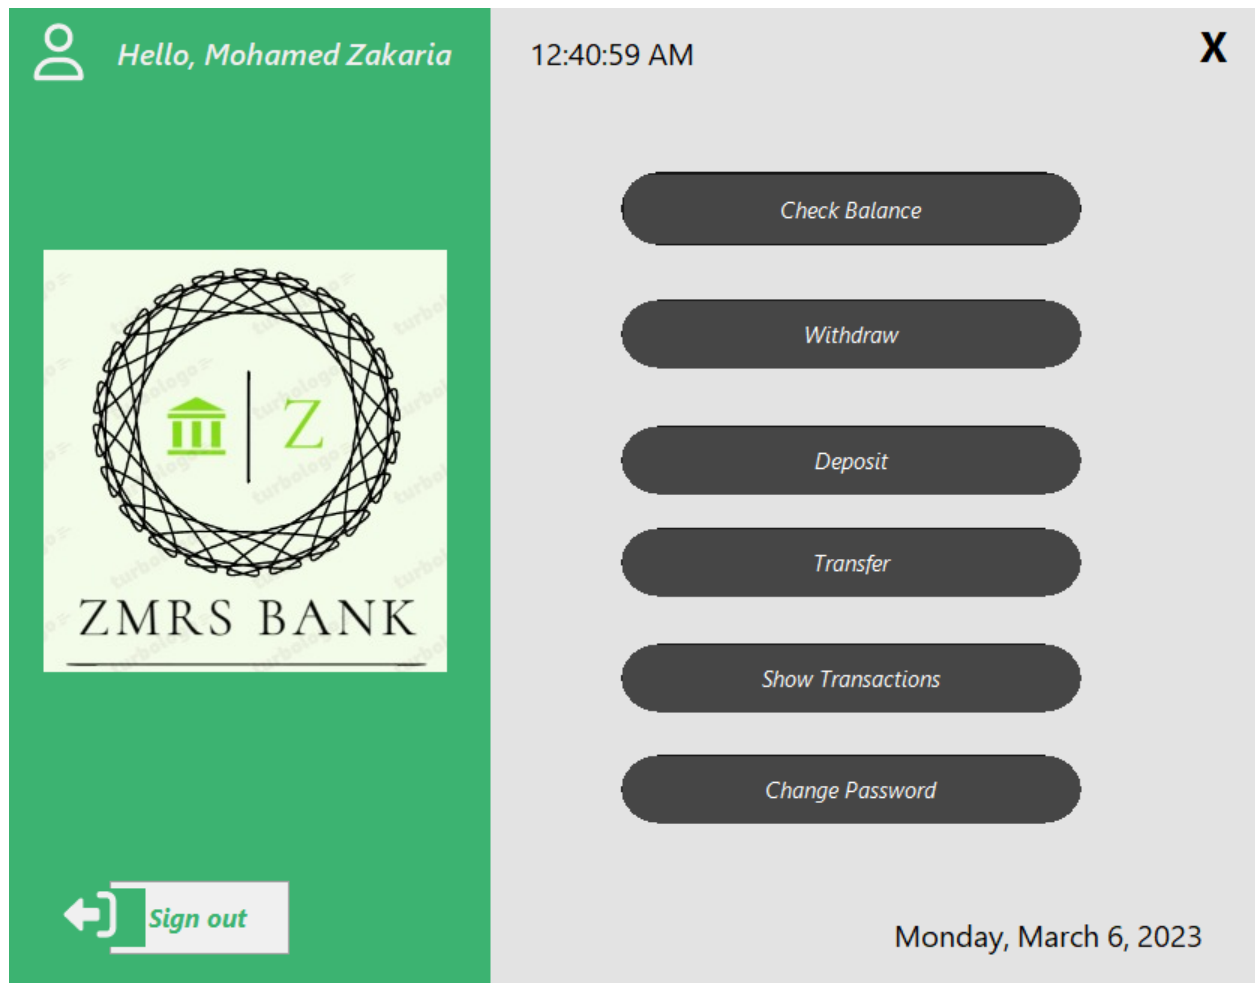 Hello, Mohamed Zakaria
12:40:59 AM
X
Check Balance
Withdraw
Deposit
Transfer
Show Transactions
Change Password
Z
ZMRS BANK
turbologo
Sign out
Monday, March 6, 2023